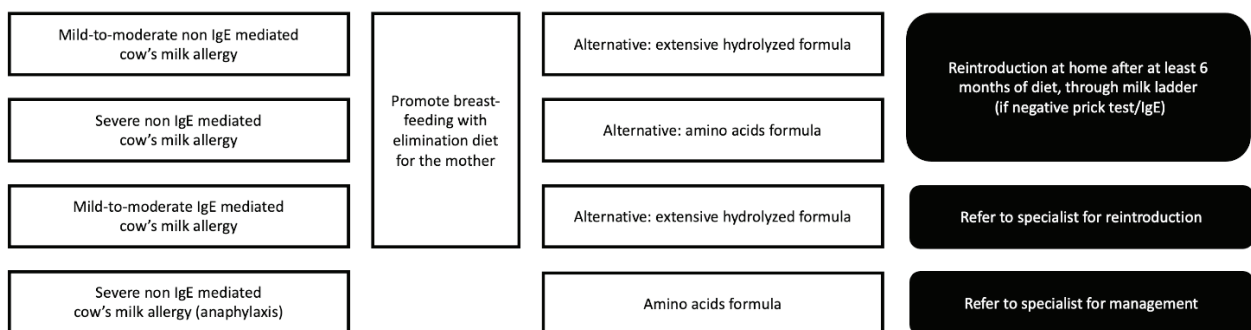 Mild-to-moderate non IgE mediated
cow's milk allergy
Severe non IgE mediated
cow's milk allergy
Mild-to-moderate IgE mediated
cow's milk allergy
Severe non IgE mediated
cow's milk allergy (anaphylaxis)
Promote breast-
feeding with
elimination diet
for the mother
Alternative: extensive hydrolyzed formula
Alternative: amino acids formula
Alternative: extensive hydrolyzed formula
Amino acids formula
Reintroduction at home after at least 6
months of diet, through milk ladder
(if negative prick test/IgE)
Refer to specialist for reintroduction
Refer to specialist for management